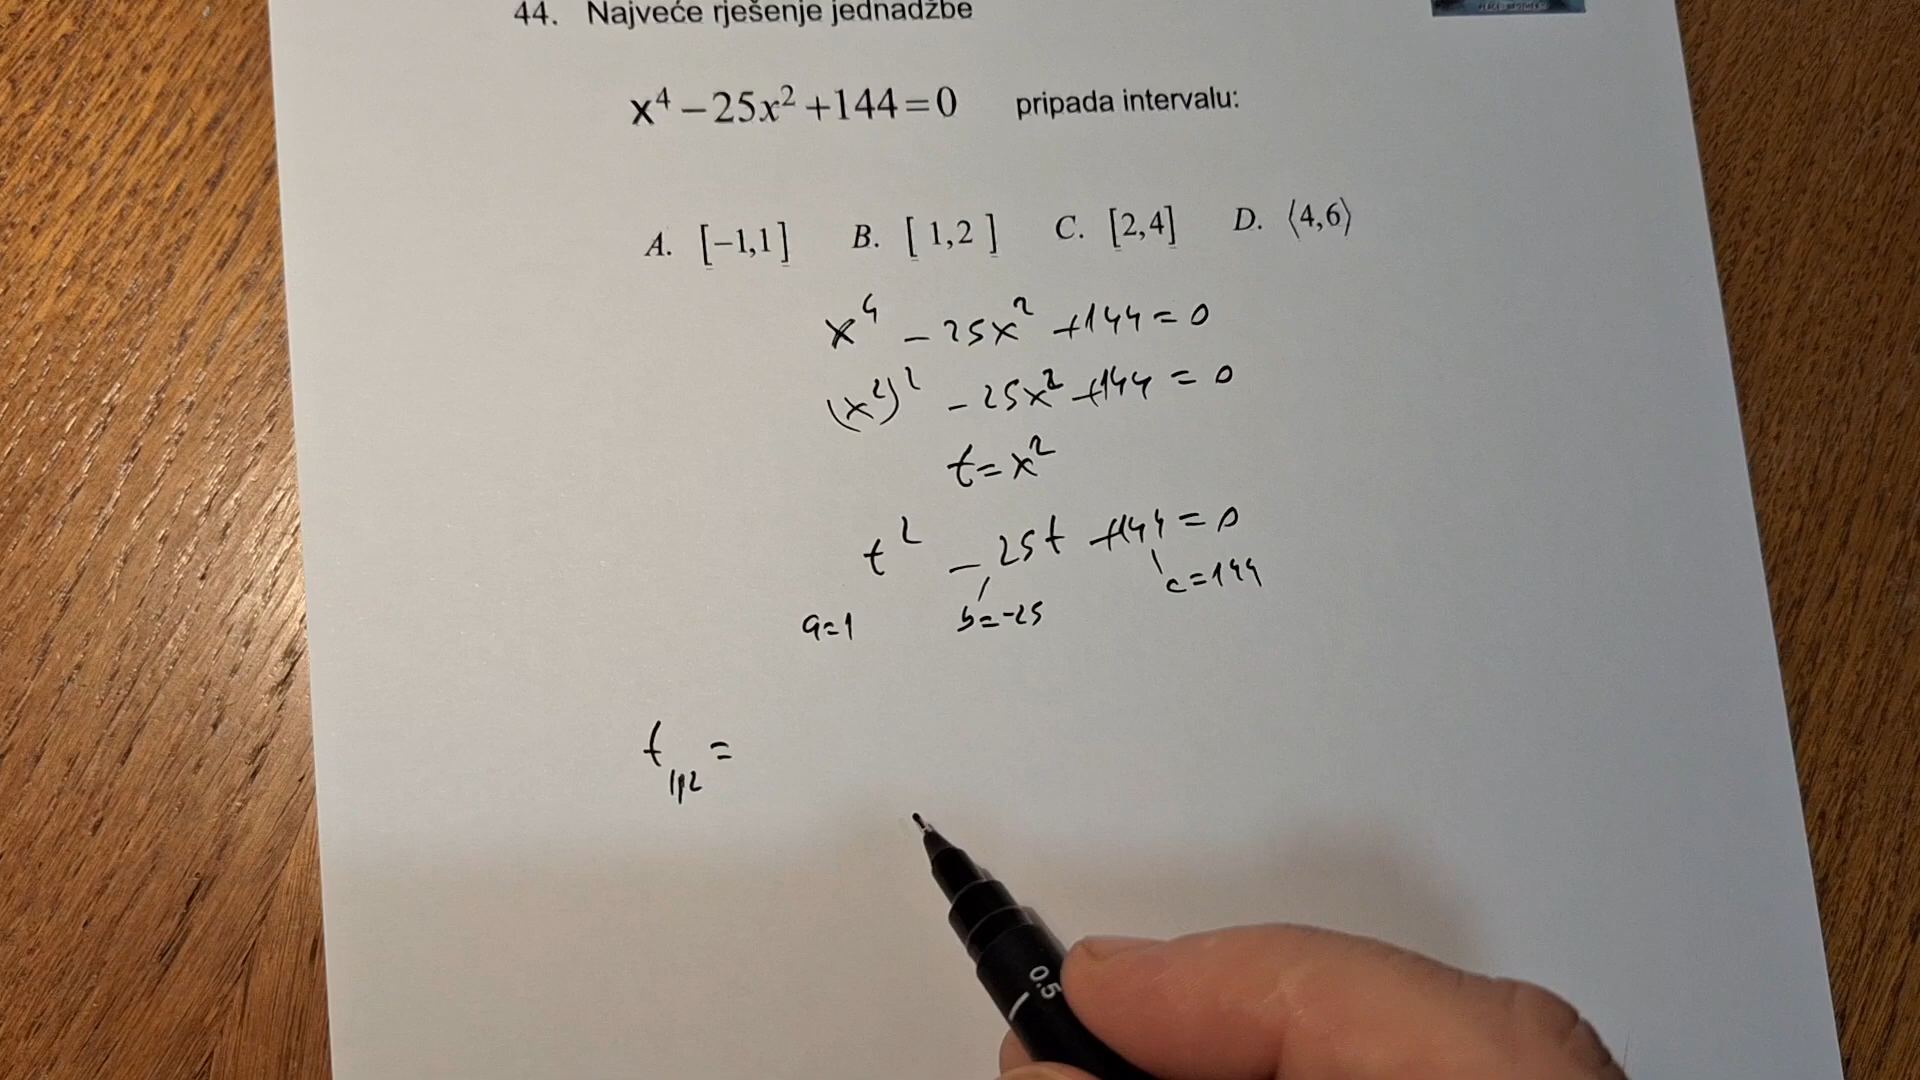 44. Najveće rješenje jednadžbe
x⁴ – 25x² + 144 = 0 pripada intervalu:
A. [–1,1] B. [ 1,2 ] C. [2,4] D. ⟨4,6⟩
x⁴ – 25x² + 144 = 0
(x²)² – 25x² + 144 = 0
t = x²
t² – 25t + 144 = 0
a=1 b=-25 c=144
t₁,₂ =
0.5